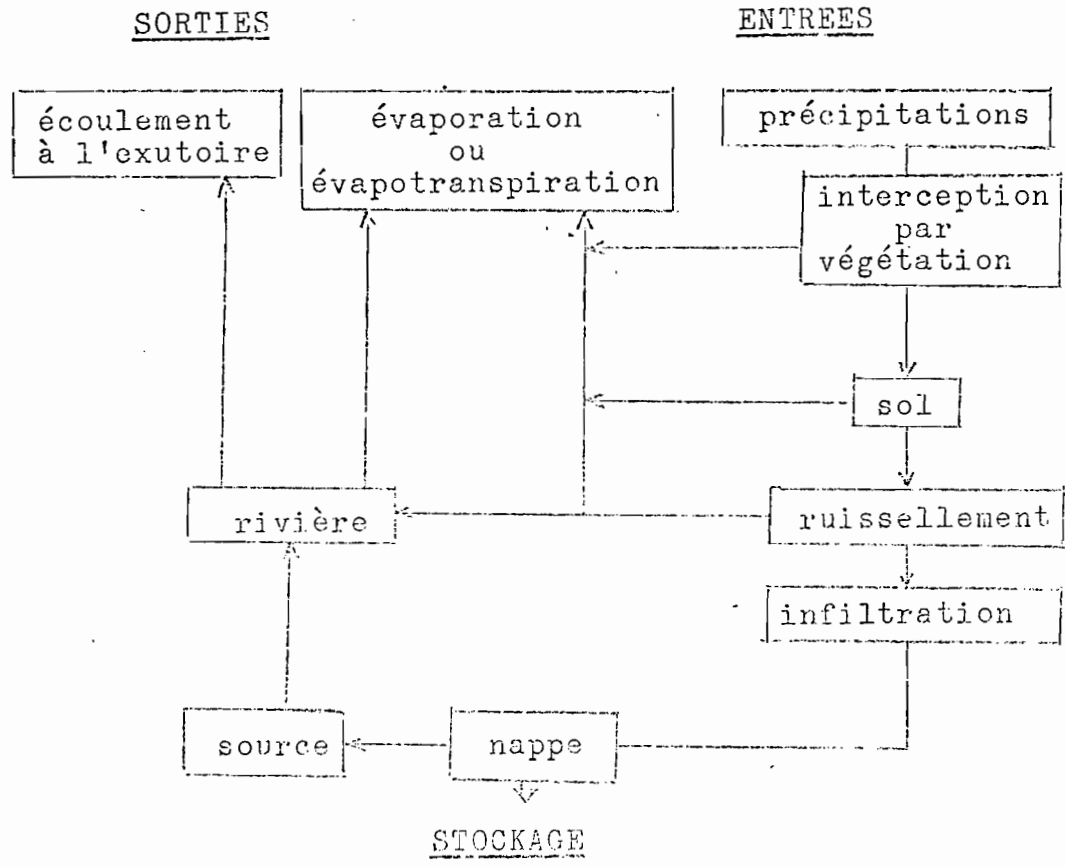 SORTIES
ENTREES
écoulement
à l'exutoire
évaporation
ou
évapotranspiration
précipitations
interception
par
végétation
sol
rivière
ruissellement
infiltration
source
nappe
STOCKAGE